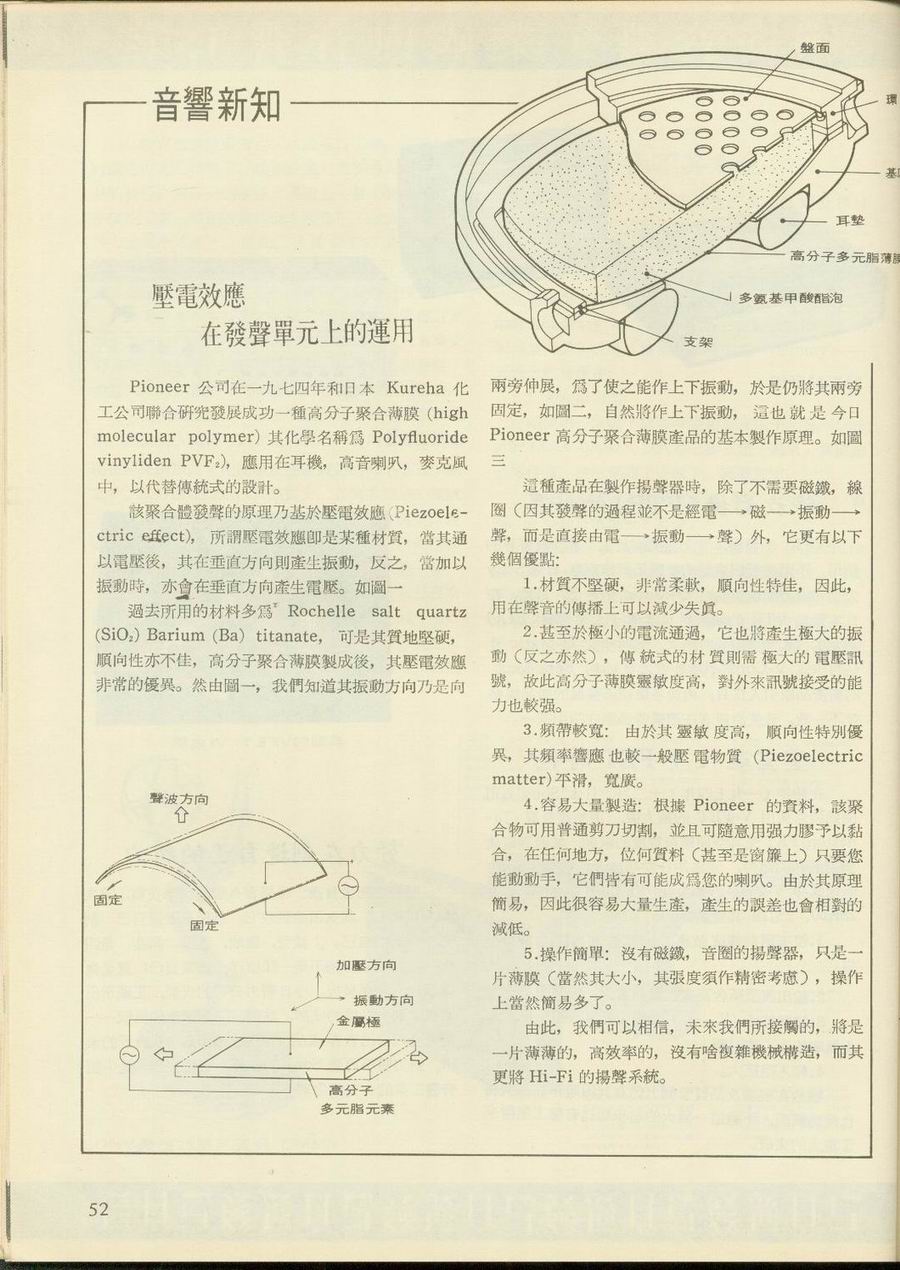 音響新知
盤面
環
耳墊
高分子多元脂薄膜
多氨基甲酸酯泡
支架
壓電效應
在發聲單元上的運用
Pioneer 公司在一九七四年和日本 Kureha 化
工公司聯合研究發展成功一種高分子聚合薄膜 (high
molecular polymer) 其化學名稱爲 Polyfluoride
vinyliden PVF₂), 應用在耳機, 高音喇叭, 麥克風
中, 以代替傳統式的設計。
該聚合體發聲的原理乃基於壓電效應 (Piezoele-
ctric effect), 所謂壓電效應卽是某種材質, 當其通
以電壓後, 其在垂直方向則產生振動, 反之, 當加以
振動時, 亦會在垂直方向產生電壓。如圖一
過去所用的材料多爲 Rochelle salt quartz
(SiO₂) Barium (Ba) titanate, 可是其質地堅硬,
順向性亦不佳, 高分子聚合薄膜製成後, 其壓電效應
非常的優異。然由圖一, 我們知道其振動方向乃是向
聲波方向
固定
固定
加壓方向
振動方向
金屬極
高分子
多元脂元素
兩旁伸展, 爲了使之能作上下振動, 於是仍將其兩旁
固定, 如圖二, 自然將作上下振動, 這也就是今日
Pioneer 高分子聚合薄膜產品的基本製作原理。如圖
三
這種產品在製作揚聲器時, 除了不需要磁鐵, 線
圈 (因其發聲的過程並不是經電→磁→振動→
聲, 而是直接由電→振動→聲) 外, 它更有以下
幾個優點:
1.材質不堅硬, 非常柔軟, 順向性特佳, 因此,
用在聲音的傳播上可以減少失眞。
2.甚至於極小的電流通過, 它也將產生極大的振
動 (反之亦然), 傳統式的材質則需極大的電壓訊
號, 故此高分子薄膜靈敏度高, 對外來訊號接受的能
力也較强。
3.頻帶較寬: 由於其靈敏度高, 順向性特別優
異, 其頻率響應也較一般壓電物質 (Piezoelectric
matter) 平滑, 寬廣。
4.容易大量製造: 根據 Pioneer 的資料, 該聚
合物可用普通剪刀切割, 並且可隨意用强力膠予以黏
合, 在任何地方, 位何質料 (甚至是窗簾上) 只要您
能動動手, 它們皆有可能成爲您的喇叭。由於其原理
簡易, 因此很容易大量生產, 產生的誤差也會相對的
減低。
5.操作簡單: 沒有磁鐵, 音圈的揚聲器, 只是一
片薄膜 (當然其大小, 其張度須作精密考慮), 操作
上當然簡易多了。
由此, 我們可以相信, 未來我們所接觸的, 將是
一片薄薄的, 高效率的, 沒有啥複雜機械構造, 而其
更將 Hi-Fi 的揚聲系統。
52